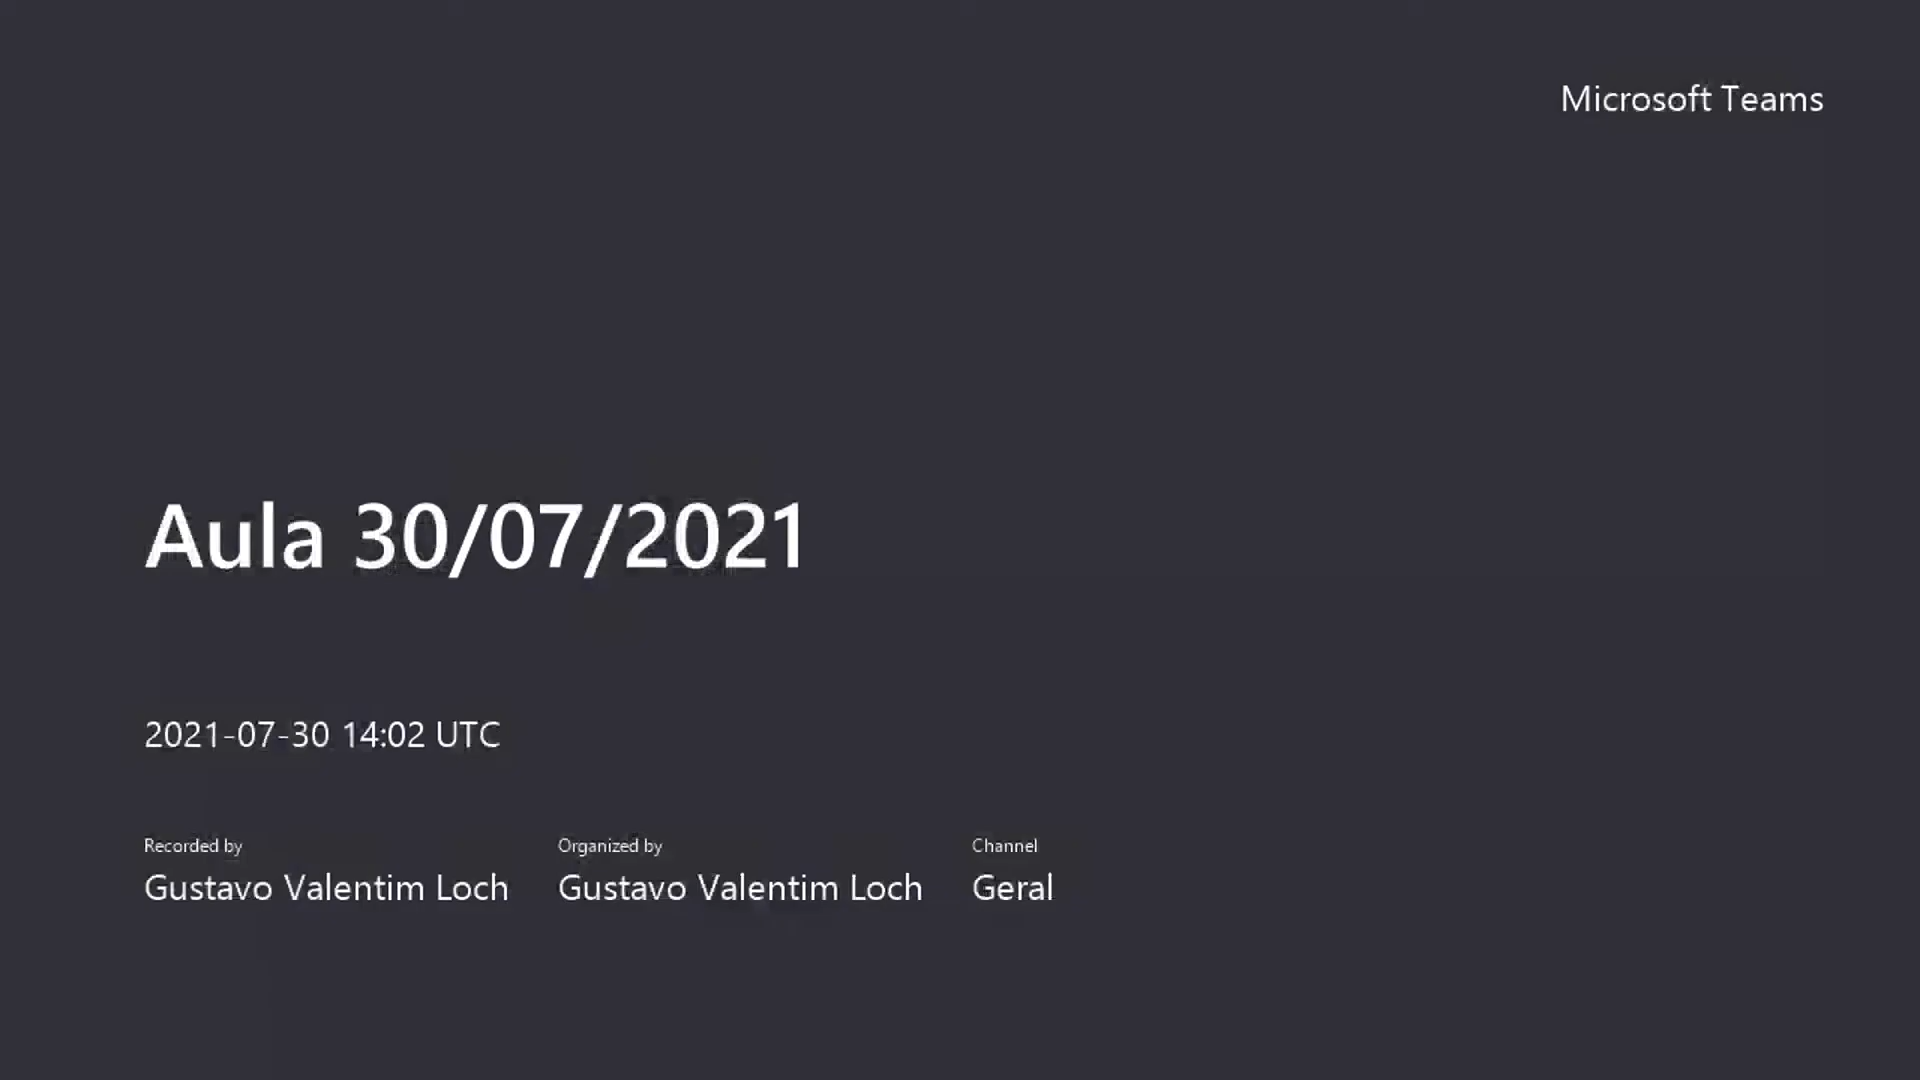 Microsoft Teams
Aula 30/07/2021
2021-07-30 14:02 UTC
Recorded by
Gustavo Valentim Loch
Organized by
Gustavo Valentim Loch
Channel
Geral